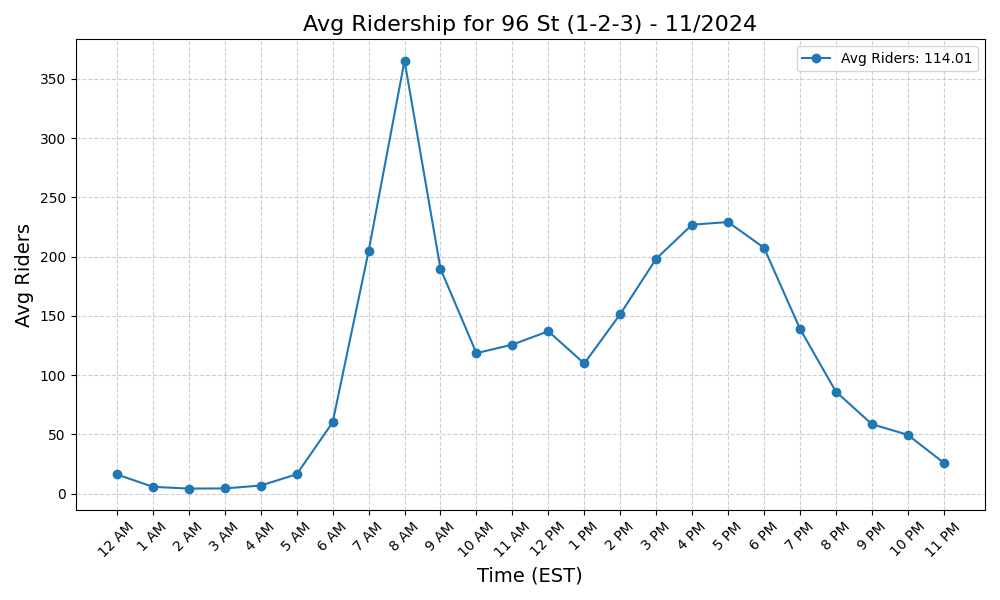 Avg Ridership for 96 St (1-2-3) - 11/2024
Avg Riders: 114.01
Avg Riders
350
300
250
200
150
100
50
0
12 AM
1 AM
2 AM
3 AM
4 AM
5 AM
6 AM
7 AM
8 AM
9 AM
10 AM
11 AM
12 PM
1 PM
2 PM
3 PM
4 PM
5 PM
6 PM
7 PM
8 PM
9 PM
10 PM
11 PM
Time (EST)